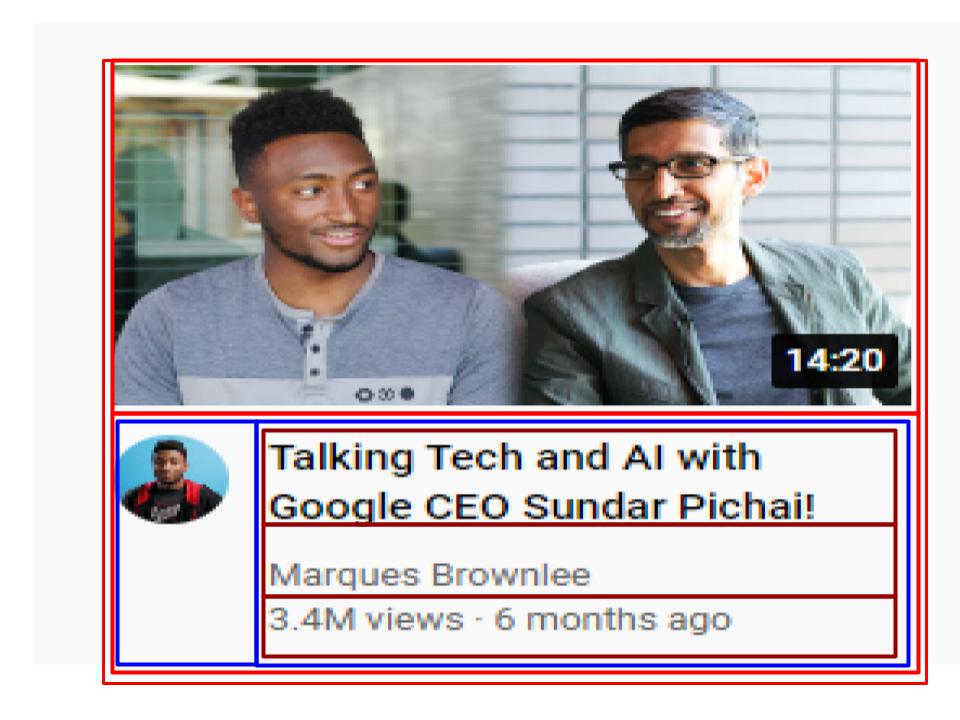 14:20
Talking Tech and AI with
Google CEO Sundar Pichai!
Marques Brownlee
3.4M views · 6 months ago